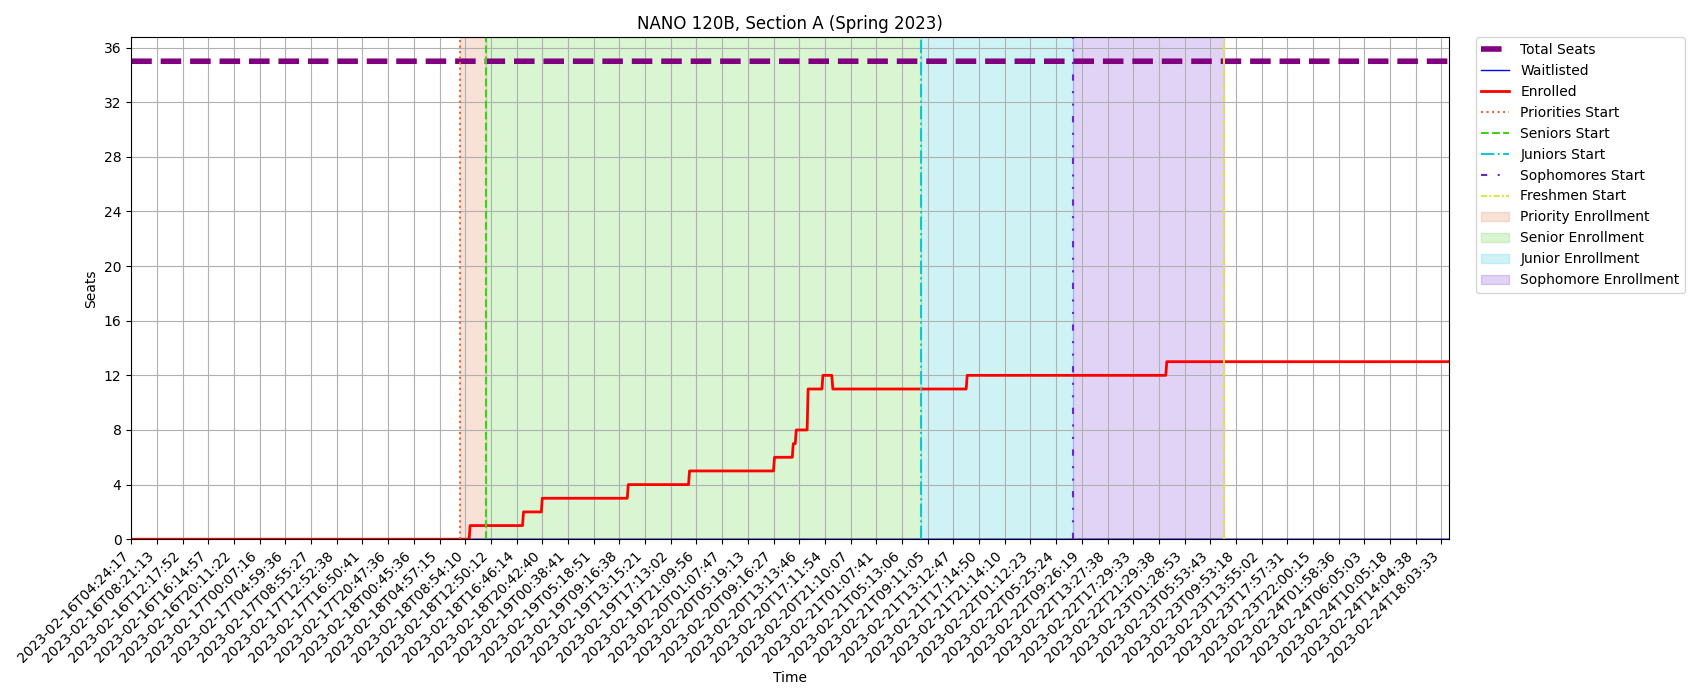 NANO 120B, Section A (Spring 2023)
36
32
28
24
20
16
12
8
4
0
Seats
2023-02-16T04:24:17
2023-02-16T08:21:13
2023-02-16T12:17:52
2023-02-16T16:14:57
2023-02-16T20:11:22
2023-02-17T00:07:16
2023-02-17T04:59:36
2023-02-17T08:55:27
2023-02-17T12:52:38
2023-02-17T16:50:41
2023-02-17T20:47:36
2023-02-18T00:45:36
2023-02-18T04:57:15
2023-02-18T08:54:10
2023-02-18T12:50:12
2023-02-18T16:46:14
2023-02-18T20:42:40
2023-02-19T00:38:41
2023-02-19T05:18:51
2023-02-19T09:16:38
2023-02-19T13:15:21
2023-02-19T17:13:02
2023-02-19T21:09:56
2023-02-20T01:07:47
2023-02-20T05:19:13
2023-02-20T09:16:27
2023-02-20T13:13:46
2023-02-20T17:11:54
2023-02-20T21:10:07
2023-02-21T01:07:41
2023-02-21T05:13:06
2023-02-21T09:11:05
2023-02-21T13:12:47
2023-02-21T17:14:50
2023-02-21T21:14:10
2023-02-22T01:12:23
2023-02-22T05:25:24
2023-02-22T09:26:19
2023-02-22T13:27:38
2023-02-22T17:29:33
2023-02-22T21:29:38
2023-02-23T01:28:53
2023-02-23T05:53:43
2023-02-23T09:53:18
2023-02-23T13:55:02
2023-02-23T17:57:31
2023-02-23T22:00:15
2023-02-24T01:58:36
2023-02-24T06:05:03
2023-02-24T10:05:18
2023-02-24T14:04:38
2023-02-24T18:03:33
Time
Total Seats
Waitlisted
Enrolled
Priorities Start
Seniors Start
Juniors Start
Sophomores Start
Freshmen Start
Priority Enrollment
Senior Enrollment
Junior Enrollment
Sophomore Enrollment